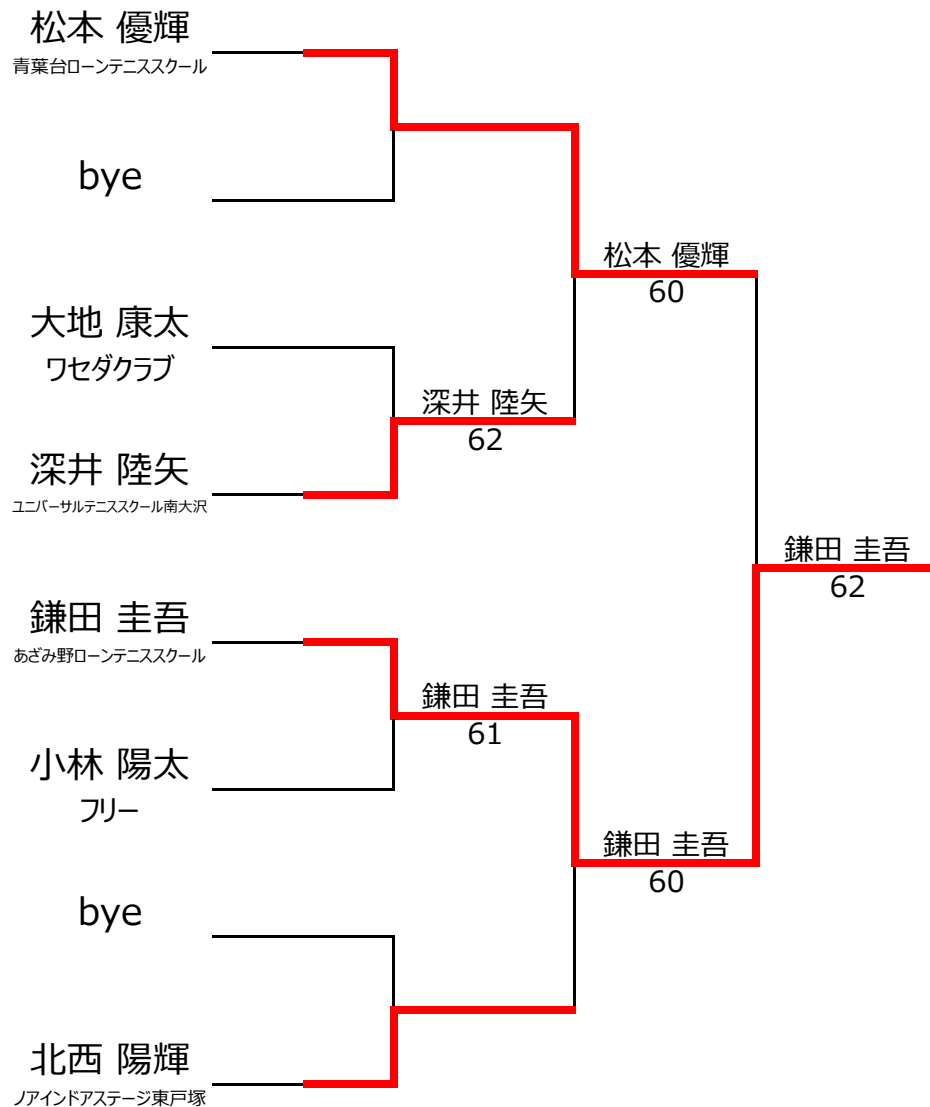 松本 優輝
青葉台ローンテニススクール
bye
大地 康太
ワセダクラブ
深井 陸矢
ユニバーサルテニススクール南大沢
鎌田 圭吾
あざみ野ローンテニススクール
小林 陽太
フリー
bye
北西 陽輝
ノアインドアステージ東戸塚
深井 陸矢
62
鎌田 圭吾
61
松本 優輝
60
鎌田 圭吾
60
鎌田 圭吾
62